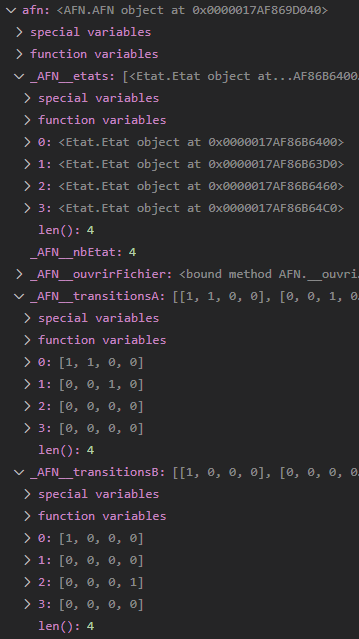 afn: <AFN.AFN object at 0x0000017AF869D040>
special variables
function variables
_AFN__etats: [<Etat.Etat object at...AF86B6400
special variables
function variables
0: <Etat.Etat object at 0x0000017AF86B6400>
1: <Etat.Etat object at 0x0000017AF86B63D0>
2: <Etat.Etat object at 0x0000017AF86B6460>
3: <Etat.Etat object at 0x0000017AF86B64C0>
len(): 4
_AFN__nbEtat: 4
_AFN__ouvrirFichier: <bound method AFN.__ouvri
_AFN__transitionsA: [[1, 1, 0, 0], [0, 0, 1, 0
special variables
function variables
0: [1, 1, 0, 0]
1: [0, 0, 1, 0]
2: [0, 0, 0, 0]
3: [0, 0, 0, 0]
len(): 4
_AFN__transitionsB: [[1, 0, 0, 0], [0, 0, 0, 0
special variables
function variables
0: [1, 0, 0, 0]
1: [0, 0, 0, 0]
2: [0, 0, 0, 1]
3: [0, 0, 0, 0]
len(): 4